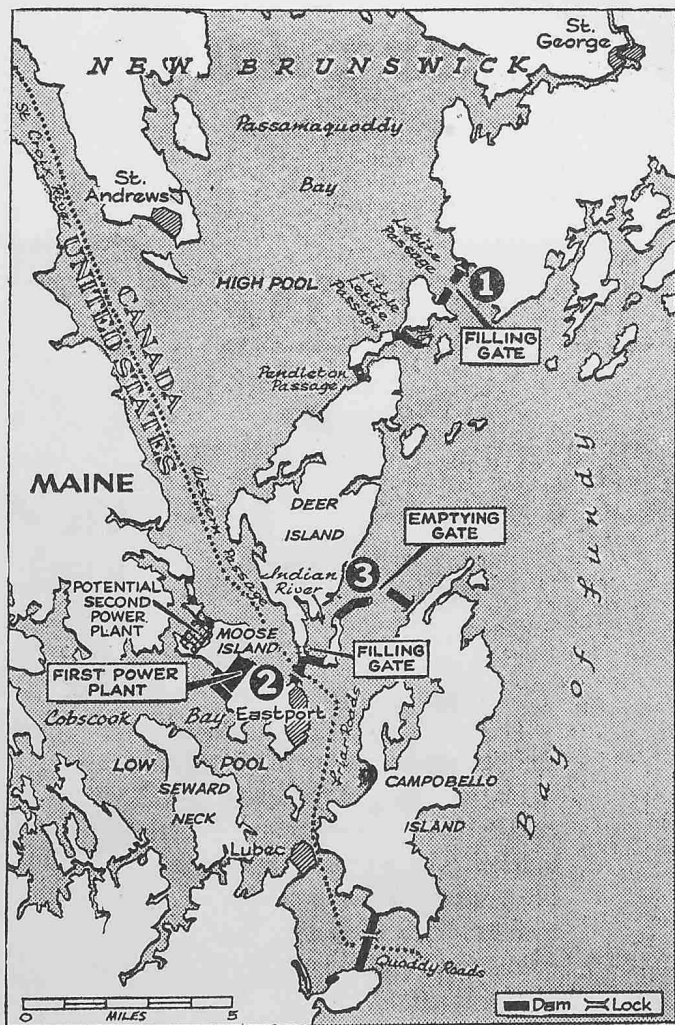 St.
George
NEW BRUNSWICK
Passamaquoddy
Bay
St Croix River
St.
Andrews
CANADA
UNITED STATES
HIGH POOL
Letite
Passage
1
Little
Letite
Passage
FILLING
GATE
Pendleton
Passage
MAINE
Western Passage
DEER
ISLAND
Indian
River
EMPTYING
GATE
3
Bay of Fundy
POTENTIAL
SECOND
POWER
PLANT
MOOSE
ISLAND
FILLING
GATE
FIRST POWER
PLANT
2
Cobscook Bay
Eastport
Friar Roads
LOW POOL
SEWARD
NECK
CAMPOBELLO
ISLAND
Lubec
Quoddy Roads
0 MILES 5
Dam Lock